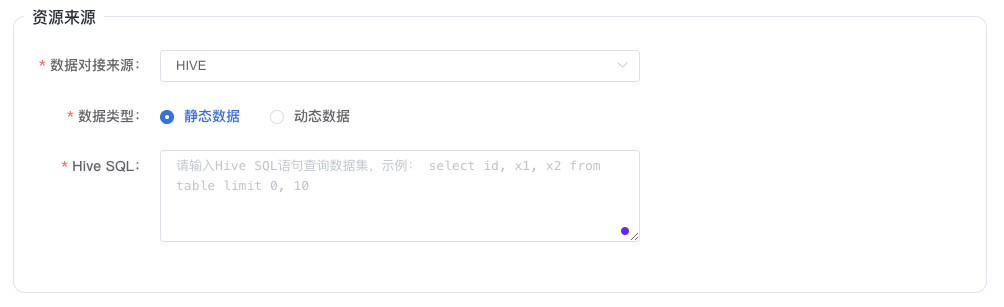 资源来源
* 数据对接来源: HIVE
* 数据类型: 静态数据 动态数据
* Hive SQL: 请输入Hive SQL语句查询数据集, 示例: select id, x1, x2 from
table limit 0, 10